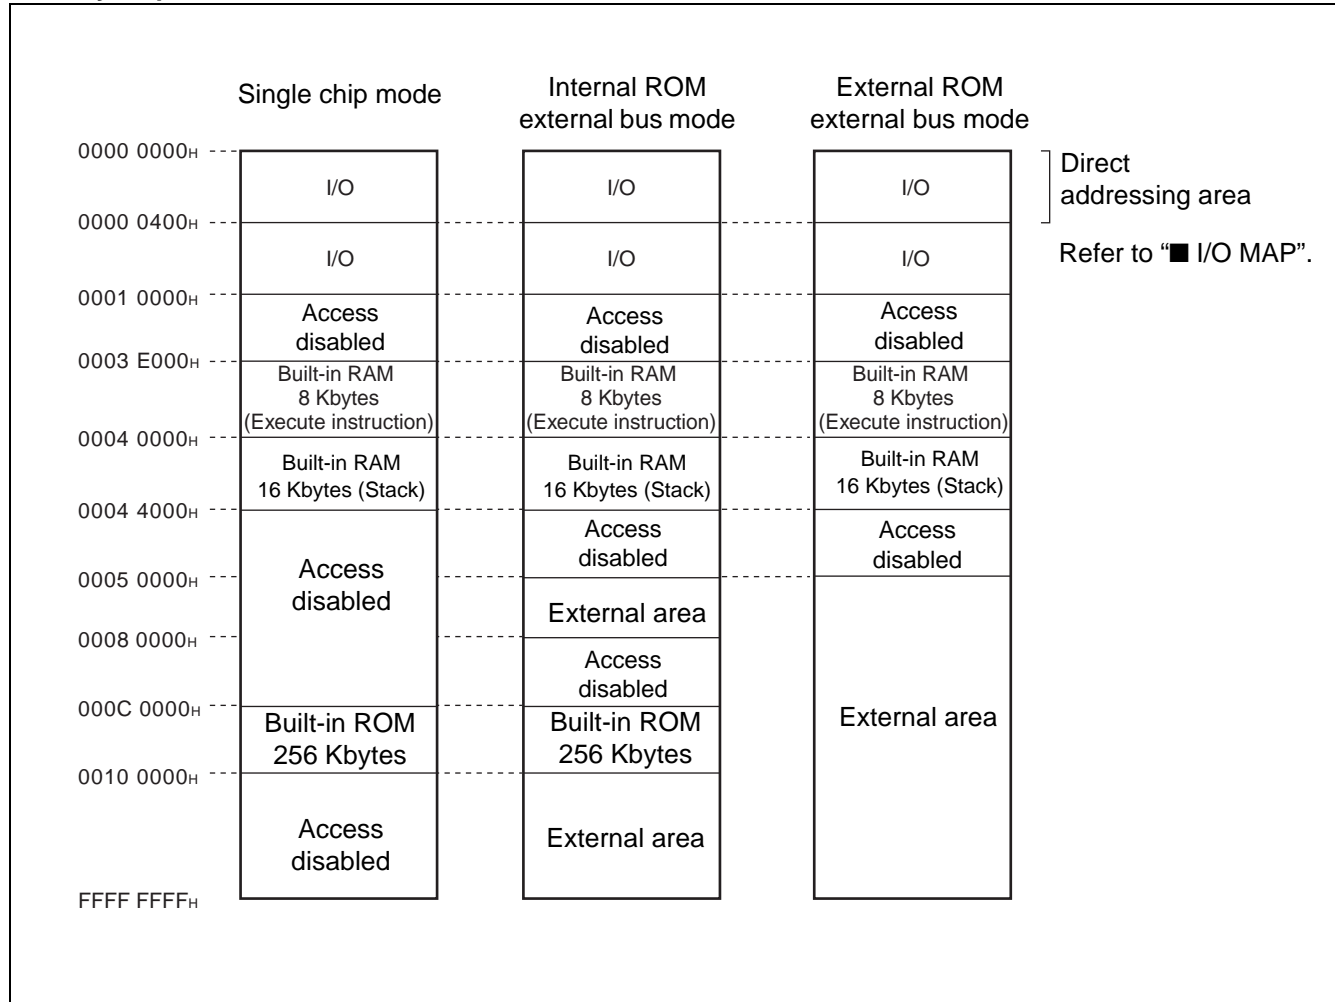 Single chip mode
Internal ROM
external bus mode
External ROM
external bus mode
0000 0000H
I/O
I/O
I/O
Direct
addressing area
0000 0400H
I/O
I/O
I/O
Refer to “■ I/O MAP”.
0001 0000H
Access
disabled
Access
disabled
Access
disabled
0003 E000H
Built-in RAM
8 Kbytes
(Execute instruction)
Built-in RAM
8 Kbytes
(Execute instruction)
Built-in RAM
8 Kbytes
(Execute instruction)
0004 0000H
Built-in RAM
16 Kbytes (Stack)
Built-in RAM
16 Kbytes (Stack)
Built-in RAM
16 Kbytes (Stack)
0004 4000H
Access
disabled
Access
disabled
Access
disabled
0005 0000H
External area
External area
0008 0000H
Access
disabled
000C 0000H
Built-in ROM
256 Kbytes
Built-in ROM
256 Kbytes
0010 0000H
Access
disabled
External area
FFFF FFFFH